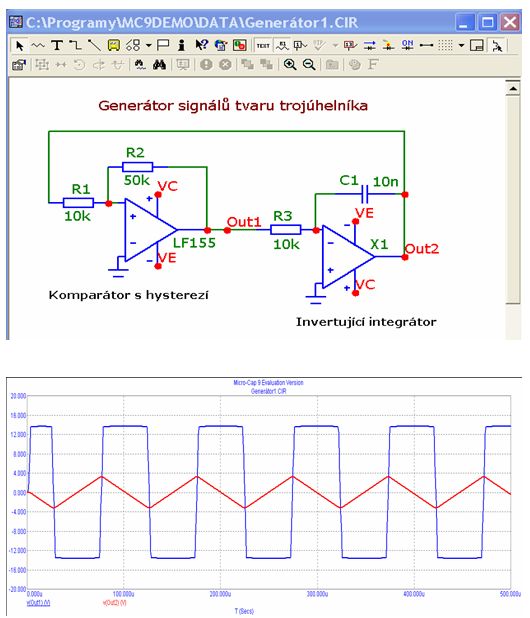 C:\Programy\MC9DEMO\DATA\Generátor1.CIR
TEXT
ON
Generátor signálů tvaru trojúhelníka
R2
50k
VC
R1
10k
LF155
VE
Out1
R3
10k
C1
10n
VE
X1
Out2
VC
Komparátor s hysterezí
Invertující integrátor
Micro-Cap 9 Evaluation Version
Generátor1.CIR
20.000
16.000
12.000
8.000
4.000
0.000
-4.000
-8.000
-12.000
-16.000
-20.000
0.000u 100.000u 200.000u 300.000u 400.000u 500.000u
v(Out1) (V) v(Out2) (V)
T (Secs)